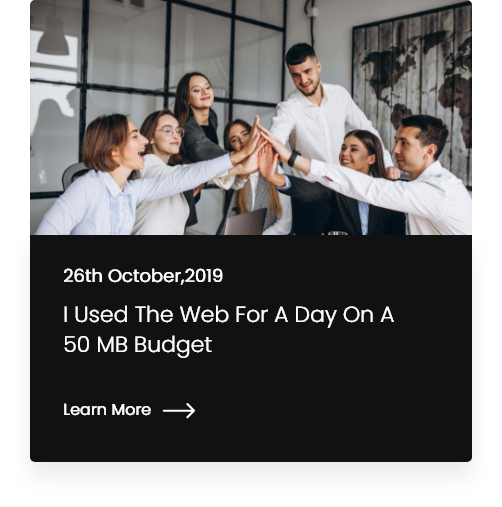 26th October,2019
I Used The Web For A Day On A
50 MB Budget
Learn More